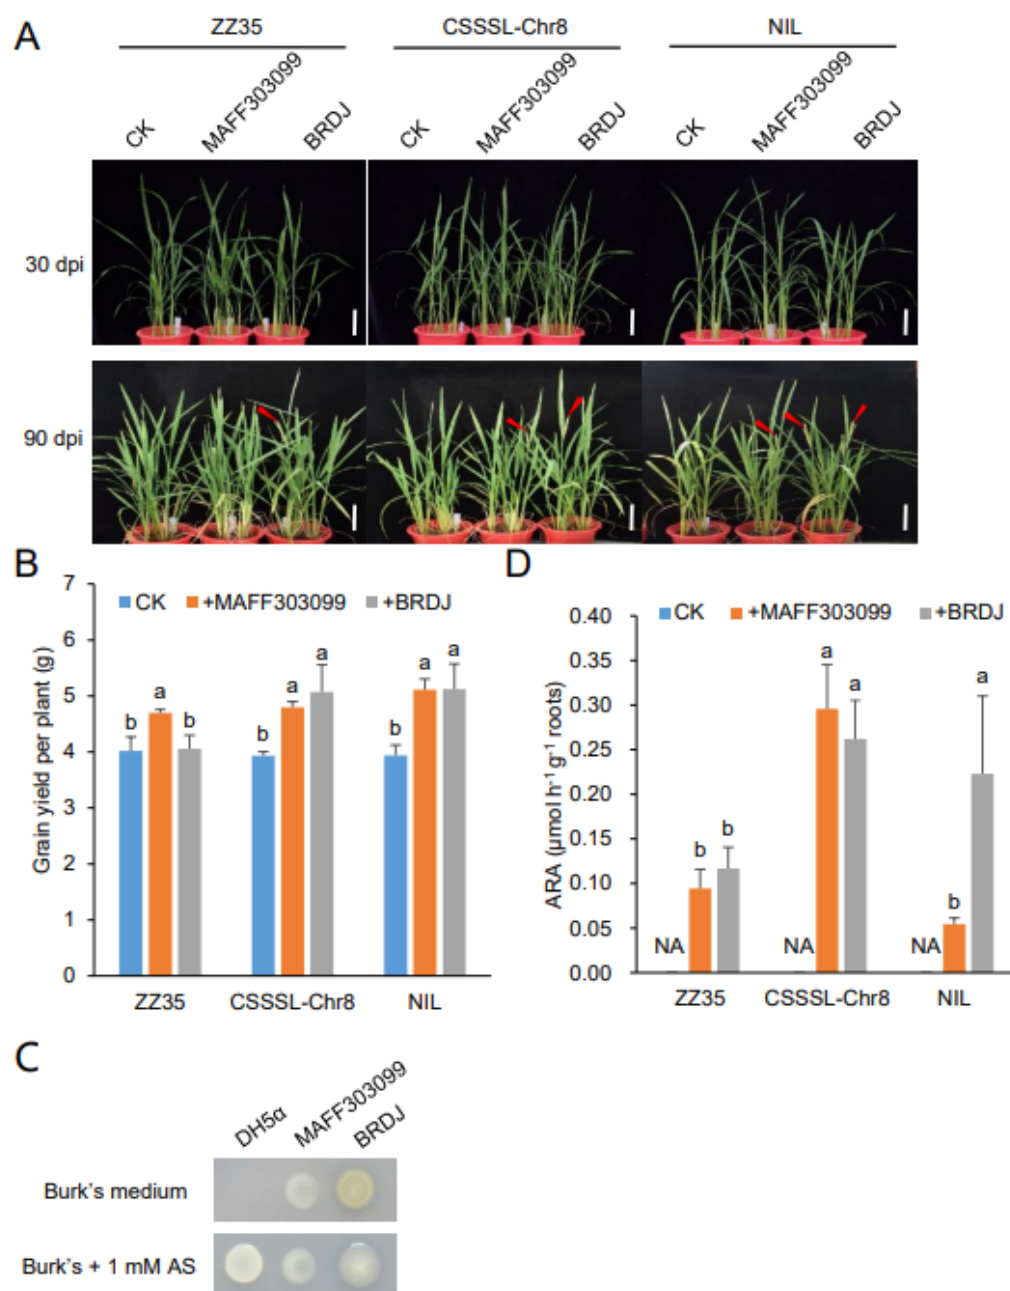 A
ZZ35 CSSSL-Chr8 NIL
CK MAFF303099 BRDJ CK MAFF303099 BRDJ CK MAFF303099 BRDJ
30 dpi
90 dpi
B
7
6
5
4
3
2
1
0
Grain yield per plant (g)
CK +MAFF303099 +BRDJ
b a b b a a b a a
ZZ35 CSSSL-Chr8 NIL
D
0.40
0.35
0.30
0.25
0.20
0.15
0.10
0.05
0.00
ARA (µmol h⁻¹ g⁻¹ roots)
CK +MAFF303099 +BRDJ
NA b b NA a a NA b a
ZZ35 CSSSL-Chr8 NIL
C
DH5α MAFF303099 BRDJ
Burk's medium
Burk's + 1 mM AS